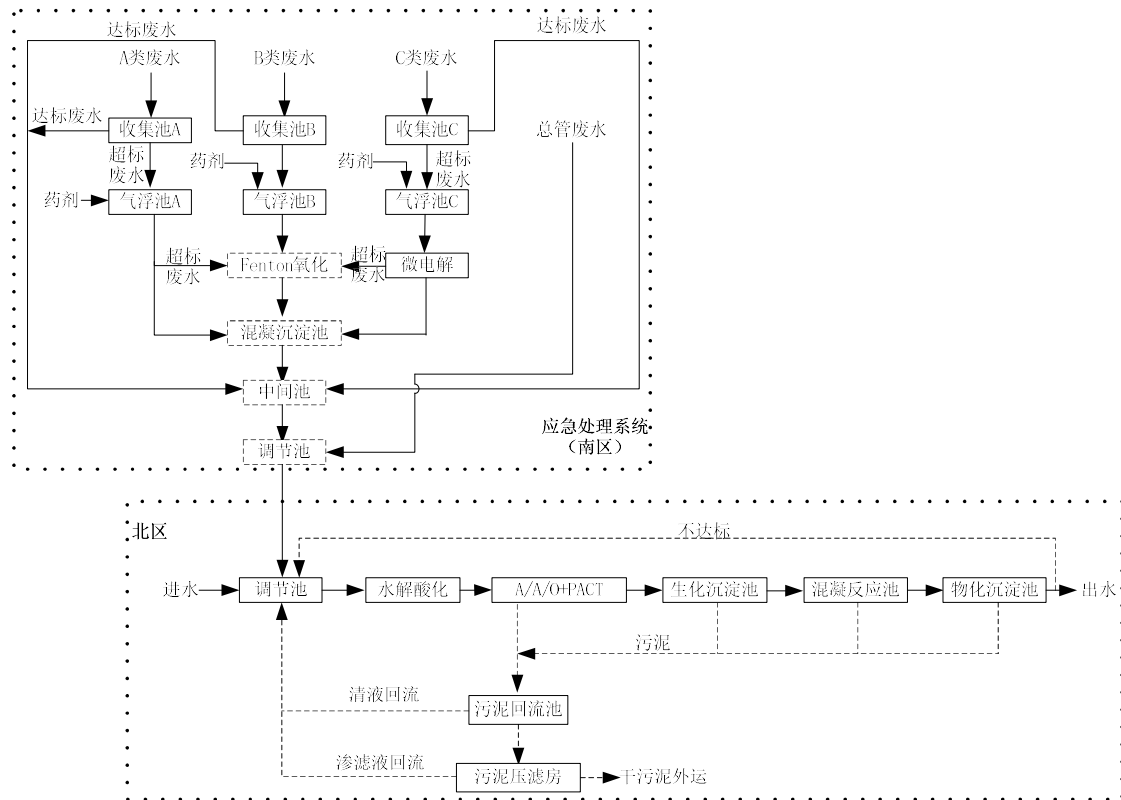 达标废水
达标废水
A类废水
B类废水
C类废水
达标废水
收集池A
收集池B
收集池C
总管废水
超标
废水
药剂
药剂
超标
废水
药剂
气浮池A
气浮池B
气浮池C
超标
废水
Fenton氧化
超标
废水
微电解
混凝沉淀池
中间池
应急处理系统
（南区）
调节池
北区
不达标
进水
调节池
水解酸化
A/A/O+PACT
生化沉淀池
混凝反应池
物化沉淀池
出水
污泥
清液回流
污泥回流池
渗滤液回流
污泥压滤房
干污泥外运